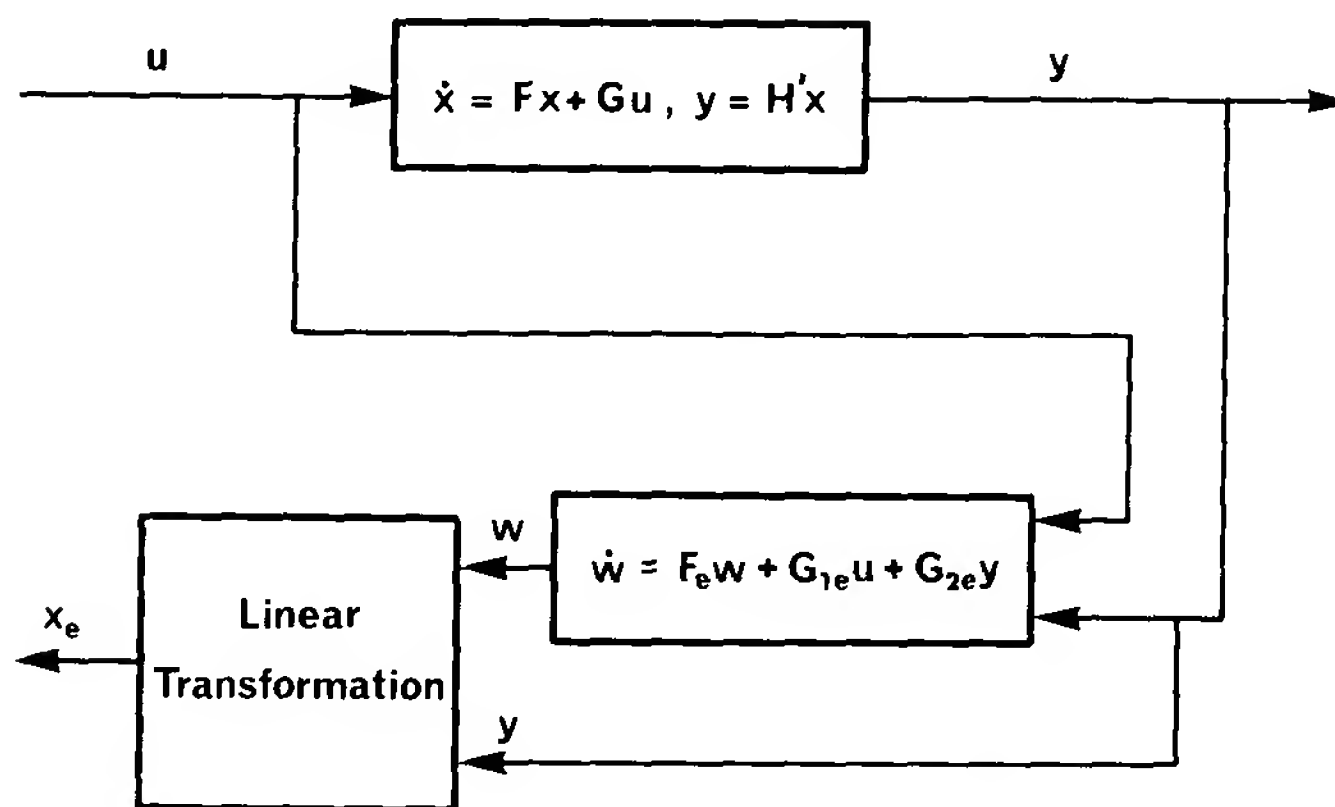 u
ẋ = Fx + Gu , y = H'x
y
w
ẇ = Fₑw + G₁ₑu + G₂ₑy
xₑ
Linear
Transformation
y